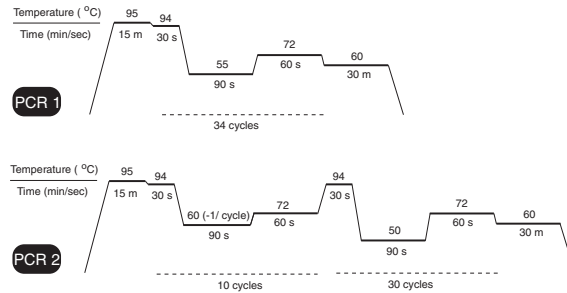 Temperature ( °C)
Time (min/sec)
95
15 m
94
30 s
55
90 s
72
60 s
60
30 m
PCR 1
34 cycles
Temperature ( °C)
Time (min/sec)
95
15 m
94
30 s
60 (-1/ cycle)
90 s
72
60 s
94
30 s
50
90 s
72
60 s
60
30 m
PCR 2
10 cycles
30 cycles